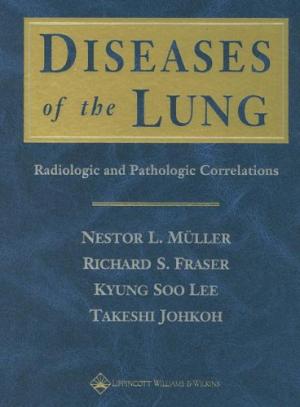 DISEASES
of the LUNG
Radiologic and Pathologic Correlations
NESTOR L. MÜLLER
RICHARD S. FRASER
KYUNG SOO LEE
TAKESHI JOHKOH
LIPPINCOTT WILLIAMS & WILKINS